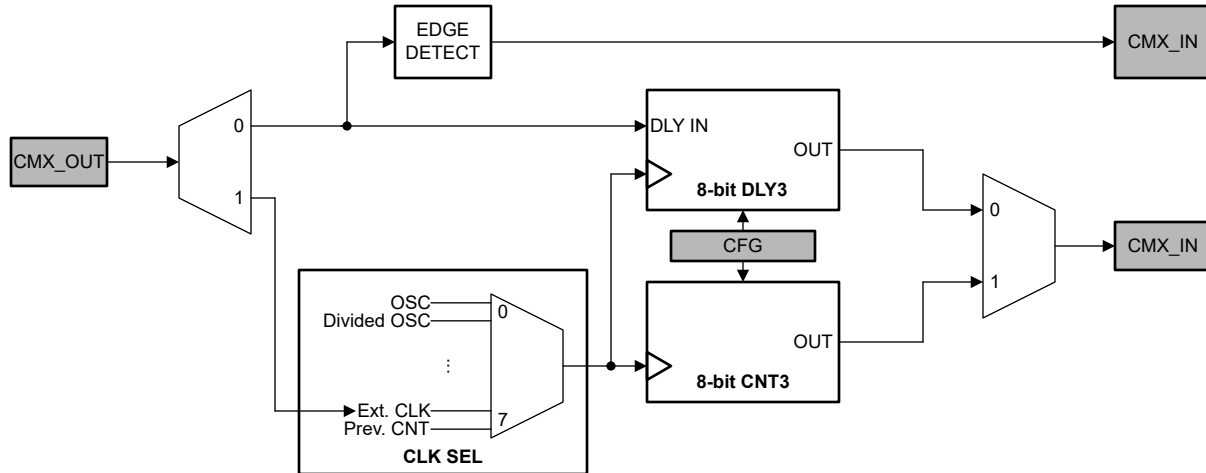 EDGE
DETECT
CMX_IN
0
CMX_OUT
1
DLY IN
OUT
8-bit DLY3
CFG
0
1
CMX_IN
OSC
Divided OSC
0
⋮
Ext. CLK
Prev. CNT
7
CLK SEL
OUT
8-bit CNT3